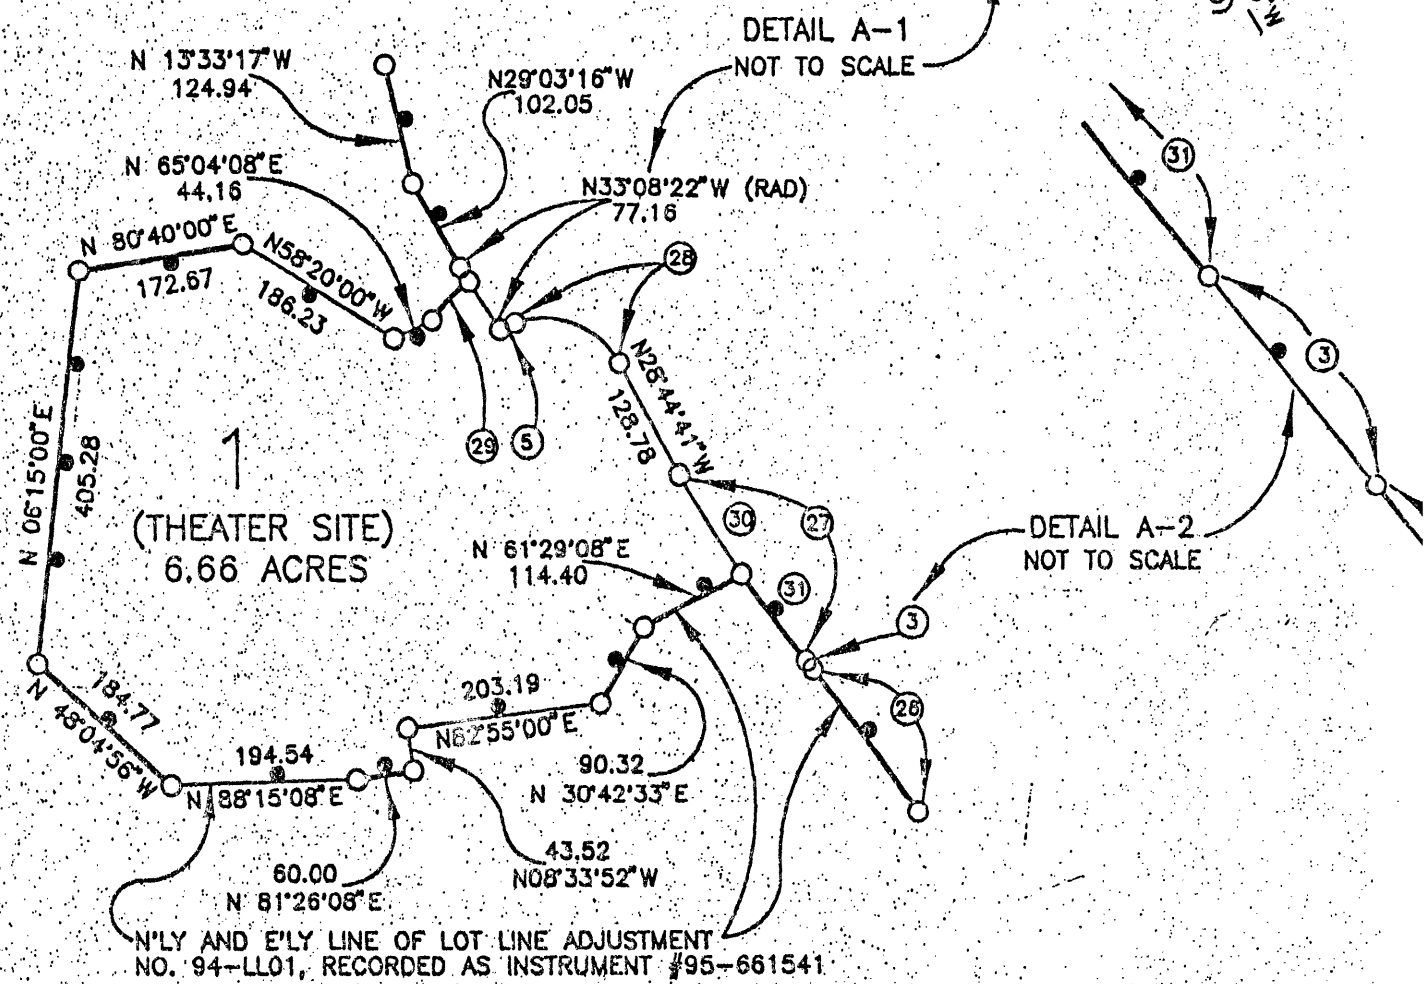 DETAIL A-1
NOT TO SCALE
N 13°33'17"W
124.94
N29°03'16"W
102.05
N 65°04'08"E
44.16
N33°08'22"W (RAD)
77.16
N 80°40'00"E
172.67
N58°20'00"W
186.23
28
31
3
N28°44'41"W
128.78
N 06°15'00"E
405.28
1
(THEATER SITE)
6.66 ACRES
29
5
30
27
N 61°29'08"E
114.40
DETAIL A-2
NOT TO SCALE
31
3
184.77
N 48°04'56"W
203.19
N82°55'00"E
194.54
N 88°15'08"E
90.32
N 30°42'33"E
43.52
N08°33'52"W
60.00
N 81°26'08"E
N'LY AND E'LY LINE OF LOT LINE ADJUSTMENT
NO. 94-LL01, RECORDED AS INSTRUMENT #95-661541